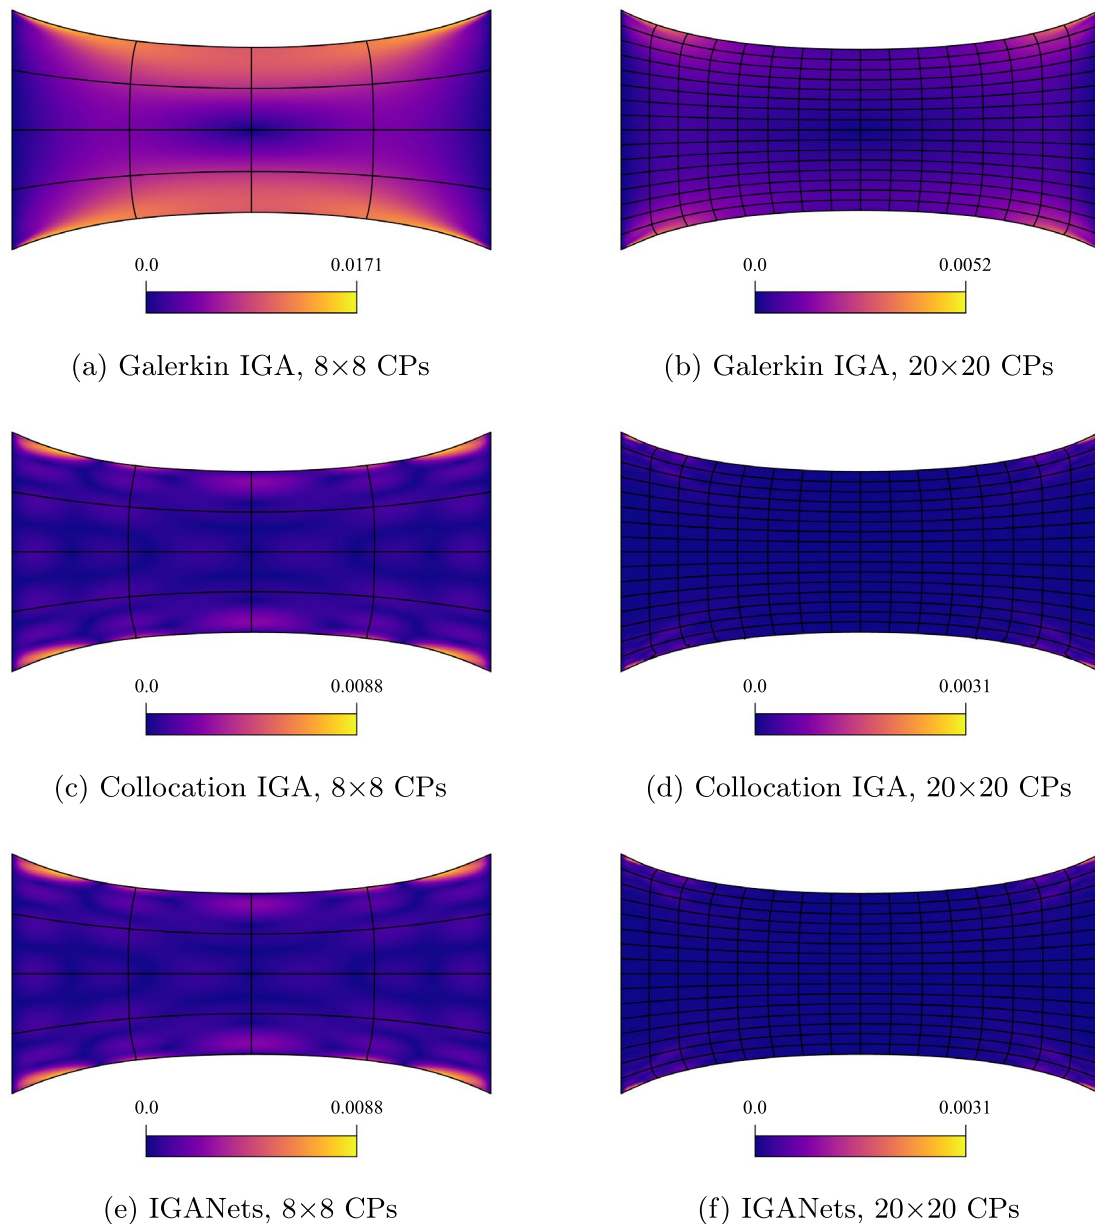 0.0 0.0171
0.0 0.0052
(a) Galerkin IGA, 8×8 CPs
(b) Galerkin IGA, 20×20 CPs
0.0 0.0088
0.0 0.0031
(c) Collocation IGA, 8×8 CPs
(d) Collocation IGA, 20×20 CPs
0.0 0.0088
0.0 0.0031
(e) IGANets, 8×8 CPs
(f) IGANets, 20×20 CPs